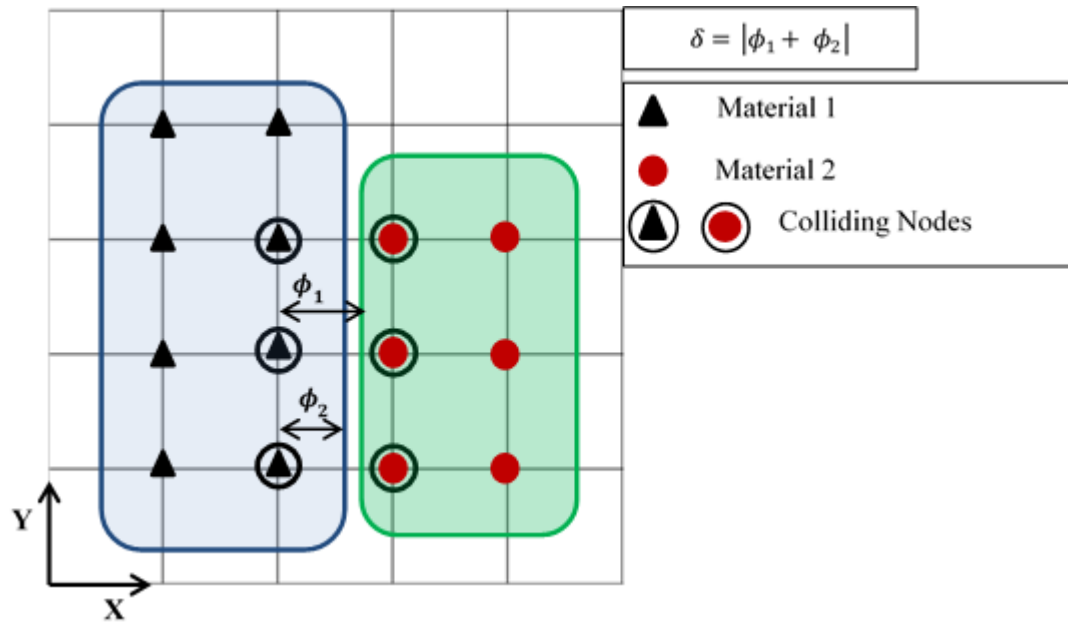 δ = |ϕ₁ + ϕ₂|
Material 1
Material 2
Colliding Nodes
ϕ₁
ϕ₂
Y
X